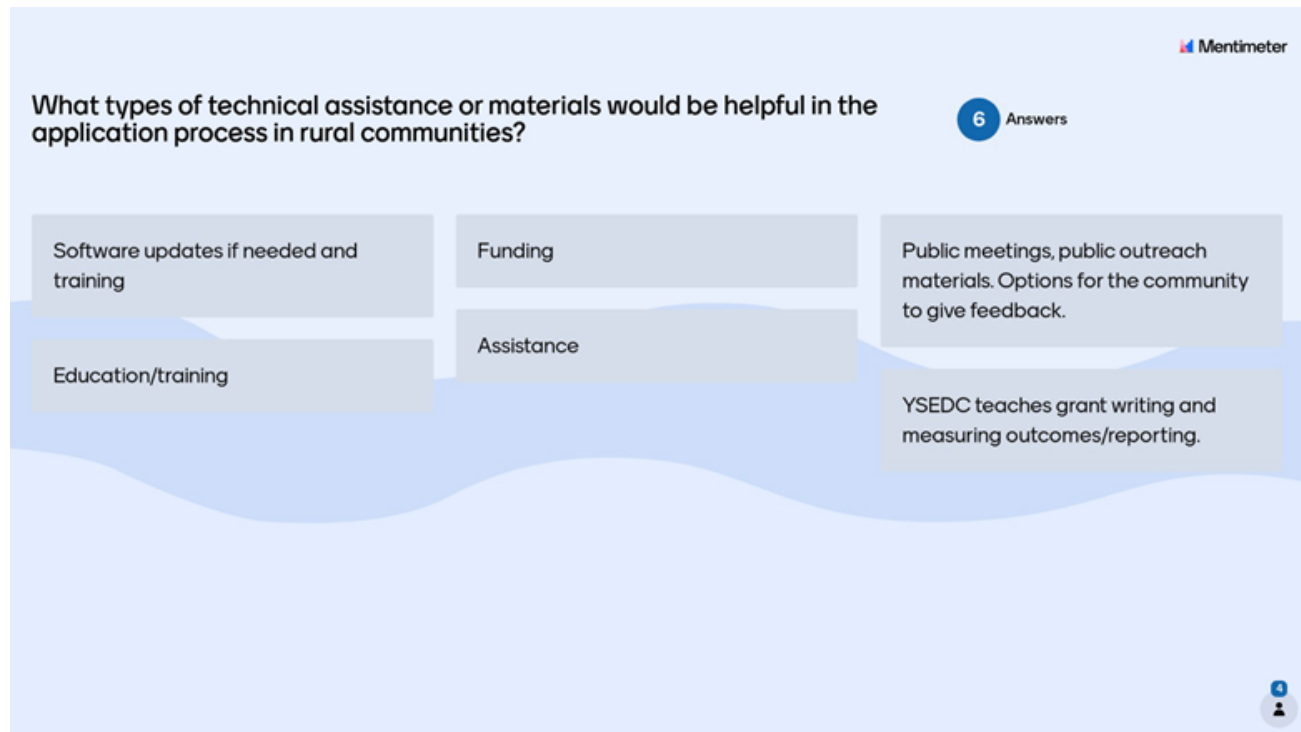 Mentimeter
What types of technical assistance or materials would be helpful in the
application process in rural communities?
6 Answers
Software updates if needed and
training
Education/training
Funding
Assistance
Public meetings, public outreach
materials. Options for the community
to give feedback.
YSEDC teaches grant writing and
measuring outcomes/reporting.
4